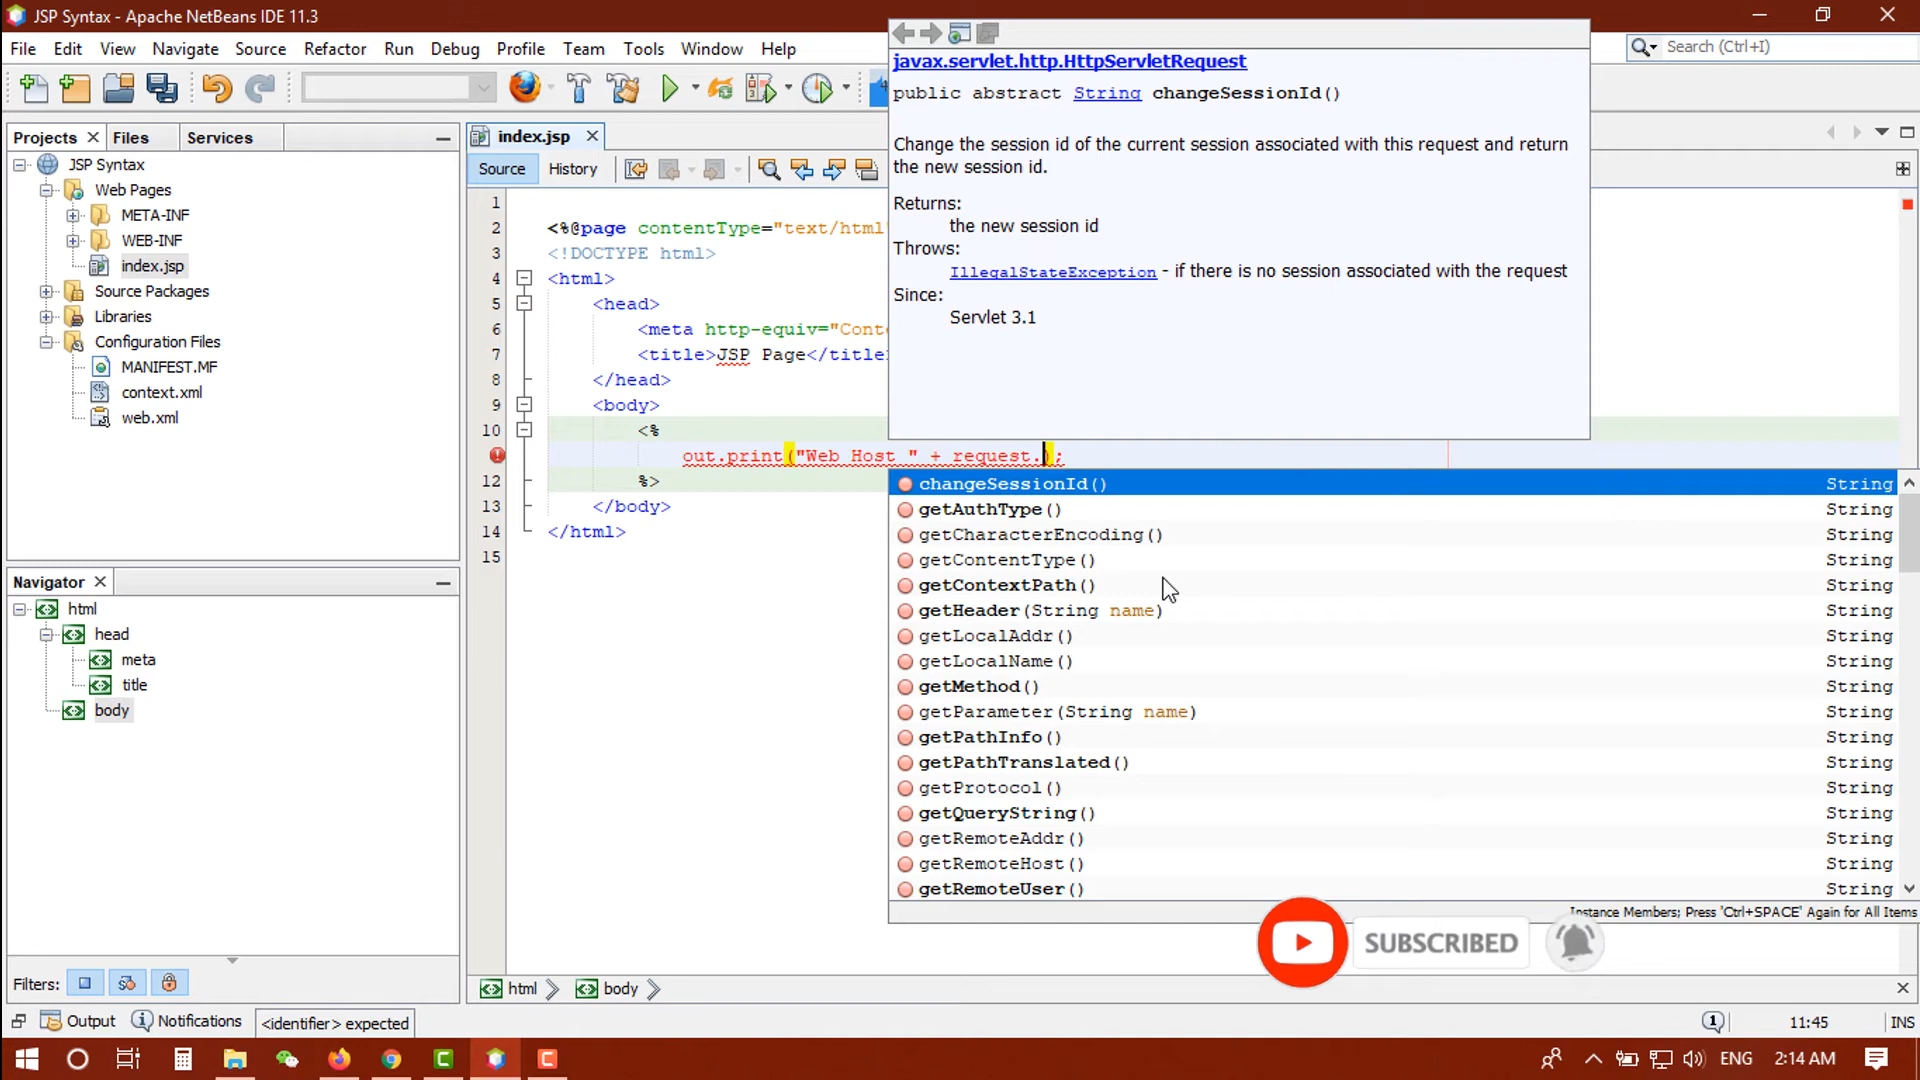 JSP Syntax - Apache NetBeans IDE 11.3
File Edit View Navigate Source Refactor Run Debug Profile Team Tools Window Help
Search (Ctrl+I)
Projects Files Services
JSP Syntax
Web Pages
META-INF
WEB-INF
index.jsp
Source Packages
Libraries
Configuration Files
MANIFEST.MF
context.xml
web.xml
Navigator
html
head
meta
title
body
Filters:
index.jsp
Source History
1
2 <%@page contentType="text/html"
3 <!DOCTYPE html>
4 <html>
5 <head>
6 <meta http-equiv="Conte
7 <title>JSP Page</title>
8 </head>
9 <body>
10 <%
out.print("Web Host " + request.);
12 %>
13 </body>
14 </html>
15
javax.servlet.http.HttpServletRequest
public abstract String changeSessionId()
Change the session id of the current session associated with this request and return
the new session id.
Returns:
the new session id
Throws:
IllegalStateException - if there is no session associated with the request
Since:
Servlet 3.1
changeSessionId() String
getAuthType() String
getCharacterEncoding() String
getContentType() String
getContextPath() String
getHeader(String name) String
getLocalAddr() String
getLocalName() String
getMethod() String
getParameter(String name) String
getPathInfo() String
getPathTranslated() String
getProtocol() String
getQueryString() String
getRemoteAddr() String
getRemoteHost() String
getRemoteUser() String
Instance Members; Press 'Ctrl+SPACE' Again for All Items
SUBSCRIBED
html body
Output Notifications <identifier> expected
1 11:45 INS
ENG 2:14 AM